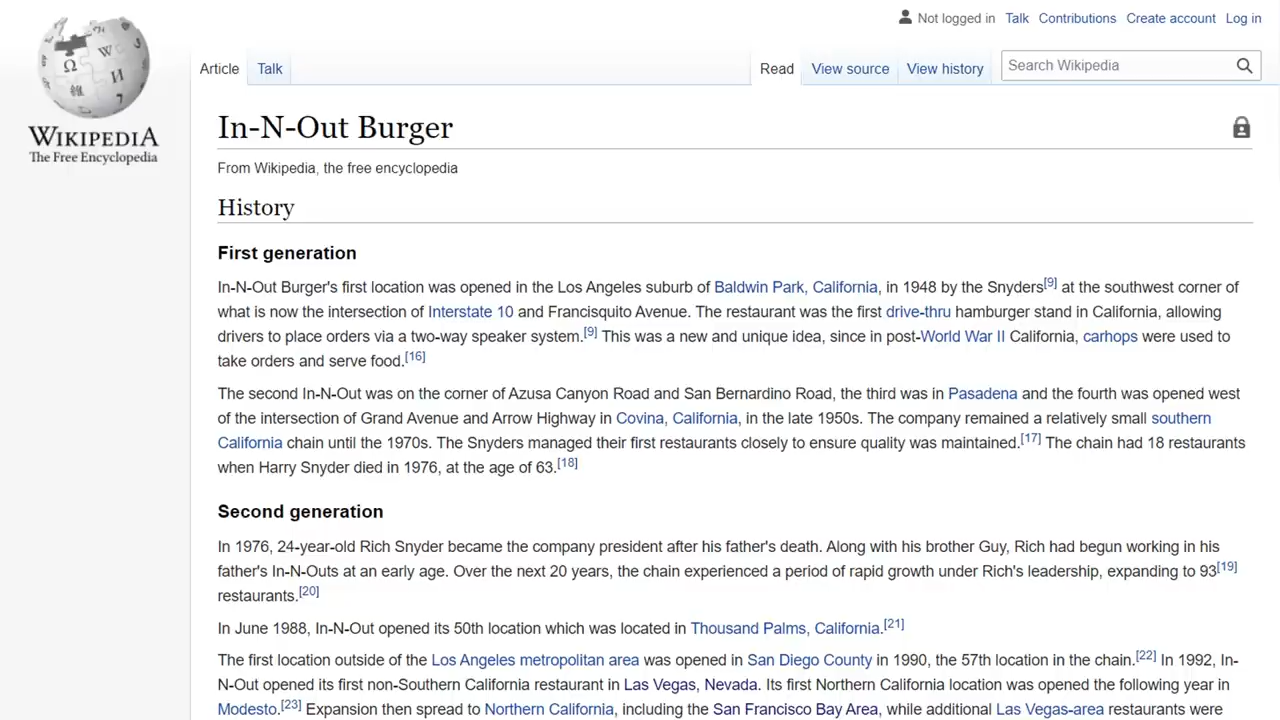 Not logged in Talk Contributions Create account Log in
Article Talk Read View source View history Search Wikipedia
WIKIPEDIA
The Free Encyclopedia
In-N-Out Burger
From Wikipedia, the free encyclopedia
History
First generation
In-N-Out Burger's first location was opened in the Los Angeles suburb of Baldwin Park, California, in 1948 by the Snyders[9] at the southwest corner of
what is now the intersection of Interstate 10 and Francisquito Avenue. The restaurant was the first drive-thru hamburger stand in California, allowing
drivers to place orders via a two-way speaker system.[9] This was a new and unique idea, since in post-World War II California, carhops were used to
take orders and serve food.[16]
The second In-N-Out was on the corner of Azusa Canyon Road and San Bernardino Road, the third was in Pasadena and the fourth was opened west
of the intersection of Grand Avenue and Arrow Highway in Covina, California, in the late 1950s. The company remained a relatively small southern
California chain until the 1970s. The Snyders managed their first restaurants closely to ensure quality was maintained.[17] The chain had 18 restaurants
when Harry Snyder died in 1976, at the age of 63.[18]
Second generation
In 1976, 24-year-old Rich Snyder became the company president after his father's death. Along with his brother Guy, Rich had begun working in his
father's In-N-Outs at an early age. Over the next 20 years, the chain experienced a period of rapid growth under Rich's leadership, expanding to 93[19]
restaurants.[20]
In June 1988, In-N-Out opened its 50th location which was located in Thousand Palms, California.[21]
The first location outside of the Los Angeles metropolitan area was opened in San Diego County in 1990, the 57th location in the chain.[22] In 1992, In-
N-Out opened its first non-Southern California restaurant in Las Vegas, Nevada. Its first Northern California location was opened the following year in
Modesto.[23] Expansion then spread to Northern California, including the San Francisco Bay Area, while additional Las Vegas-area restaurants were